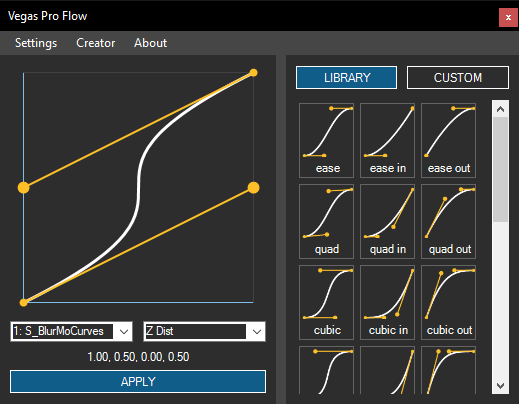 Vegas Pro Flow
x
Settings Creator About
LIBRARY CUSTOM
ease ease in ease out
quad quad in quad out
cubic cubic in cubic out
1: S_BlurMoCurves Z Dist
1.00, 0.50, 0.00, 0.50
APPLY